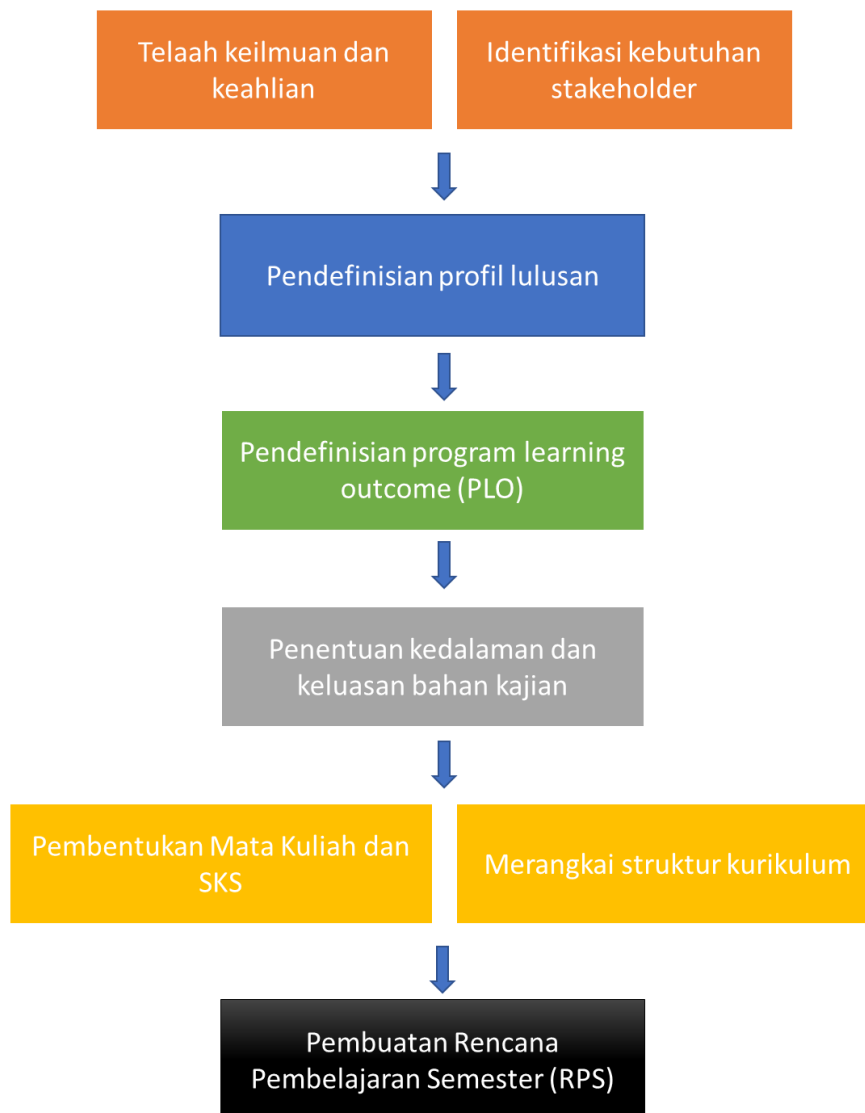 Telaah keilmuan dan
keahlian
Identifikasi kebutuhan
stakeholder
Pendefinisian profil lulusan
Pendefinisian program learning
outcome (PLO)
Penentuan kedalaman dan
keluasan bahan kajian
Pembentukan Mata Kuliah dan
SKS
Merangkai struktur kurikulum
Pembuatan Rencana
Pembelajaran Semester (RPS)